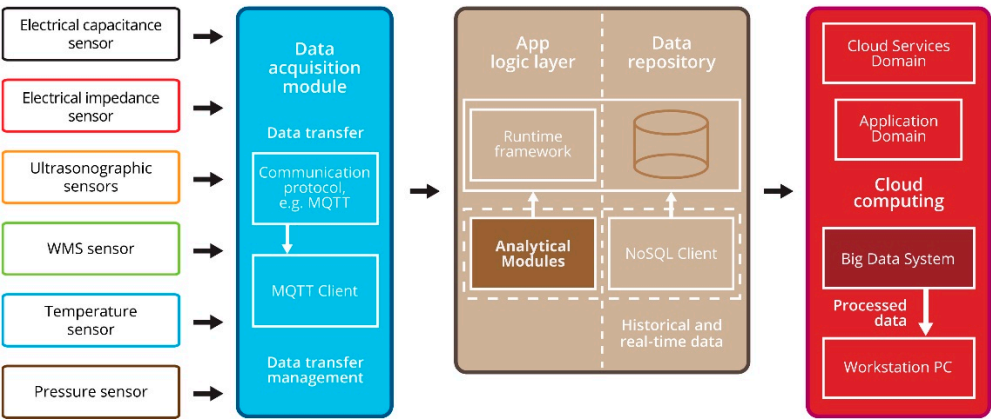 Electrical capacitance
sensor
Electrical impedance
sensor
Ultrasonographic
sensors
WMS sensor
Temperature
sensor
Pressure sensor
Data
acquisition
module
Data transfer
Communication
protocol,
e.g. MQTT
MQTT Client
Data transfer
management
App
logic layer
Runtime
framework
Analytical
Modules
Data
repository
NoSQL Client
Historical and
real-time data
Cloud Services
Domain
Application
Domain
Cloud
computing
Big Data System
Processed
data
Workstation PC